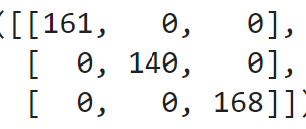 ([[161,   0,   0],
[  0, 140,   0],
[  0,   0, 168]])